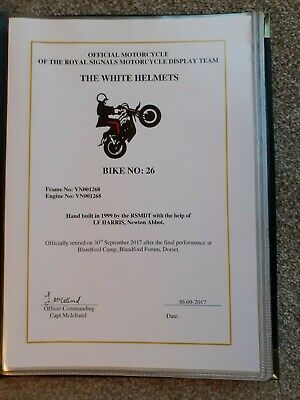 OFFICIAL MOTORCYCLE
OF THE ROYAL SIGNALS MOTORCYCLE DISPLAY TEAM
THE WHITE HELMETS
BIKE NO: 26
Frame No: VN001268
Engine No: VN001268
Hand built in 1999 by the RSMDT with the help of
LF HARRIS, Newton Abbot.
Officially retired on 30th September 2017 after the final performance at
Blandford Camp, Blandford Forum, Dorset.
J McClelland 30-09-2017
Officer Commanding Date.
Capt Mclelland